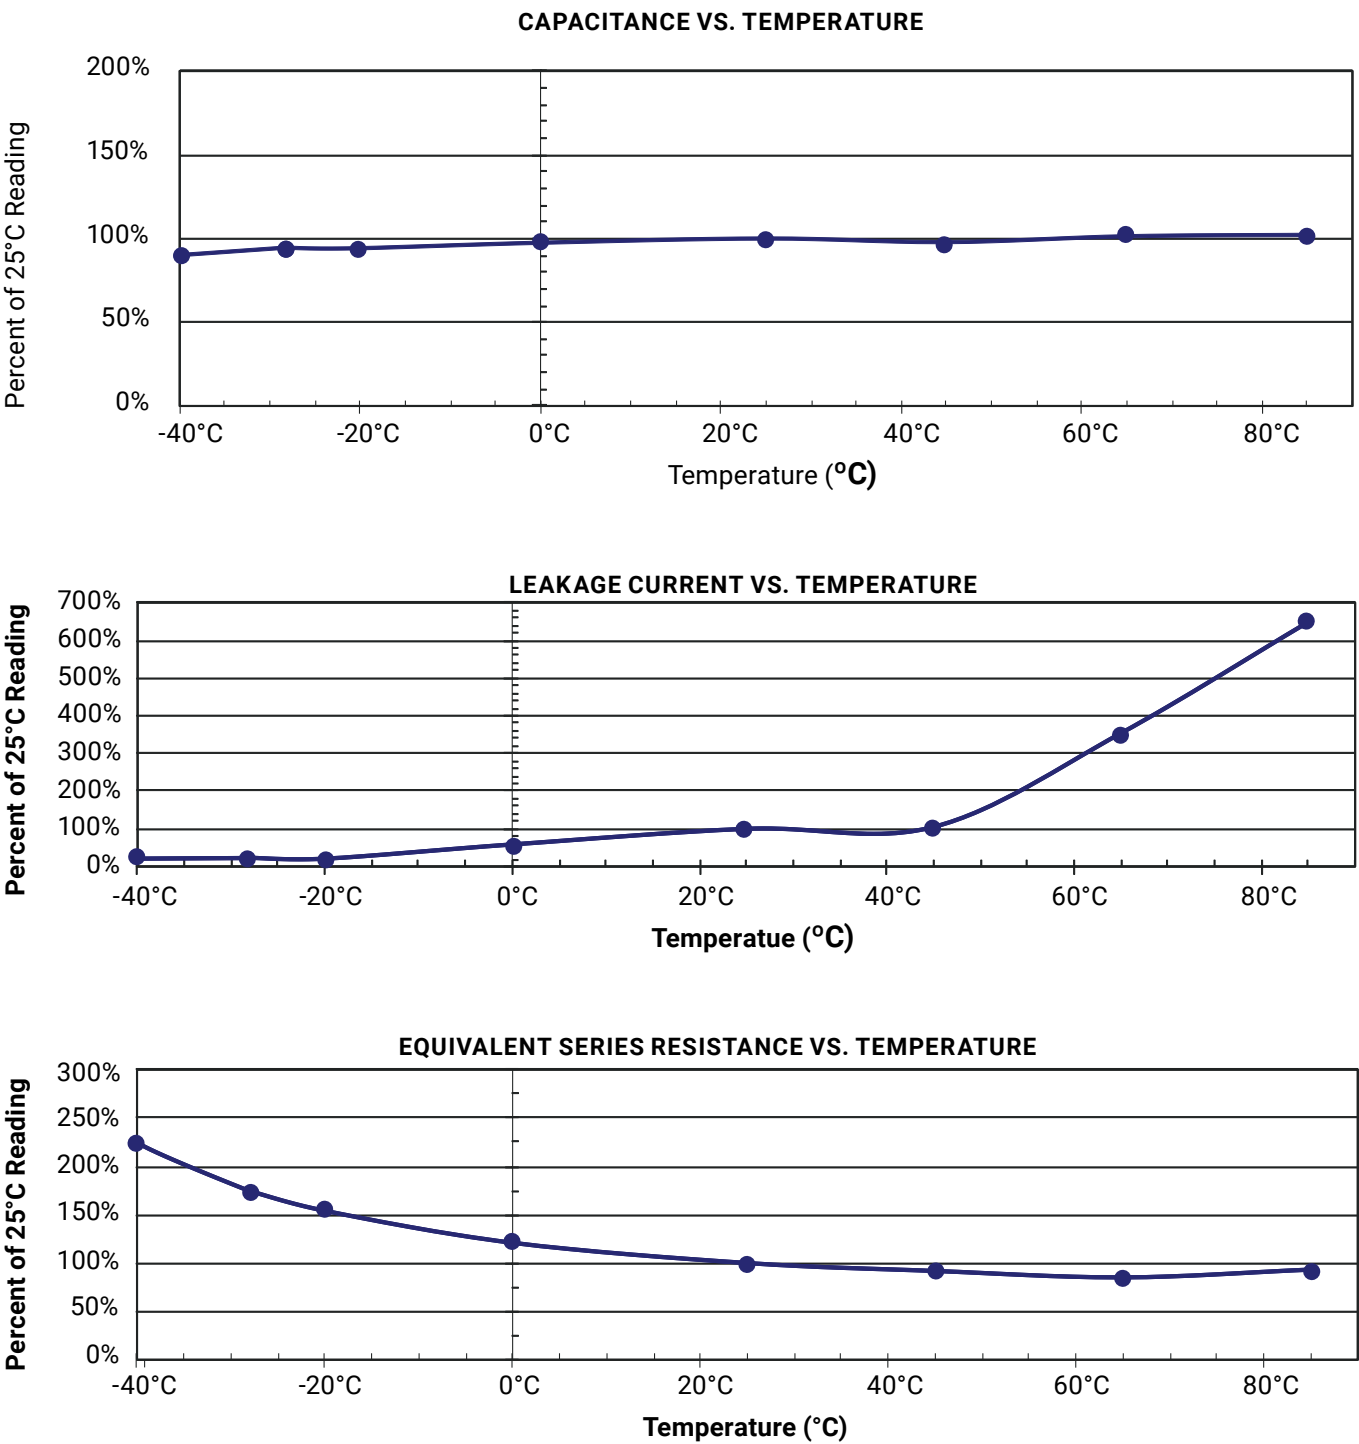 CAPACITANCE VS. TEMPERATURE
200%
150%
100%
50%
0%
Percent of 25°C Reading
-40°C -20°C 0°C 20°C 40°C 60°C 80°C
Temperature (ºC)
LEAKAGE CURRENT VS. TEMPERATURE
700%
600%
500%
400%
300%
200%
100%
0%
Percent of 25°C Reading
-40°C -20°C 0°C 20°C 40°C 60°C 80°C
Temperatue (ºC)
EQUIVALENT SERIES RESISTANCE VS. TEMPERATURE
300%
250%
200%
150%
100%
50%
0%
Percent of 25°C Reading
-40°C -20°C 0°C 20°C 40°C 60°C 80°C
Temperature (°C)